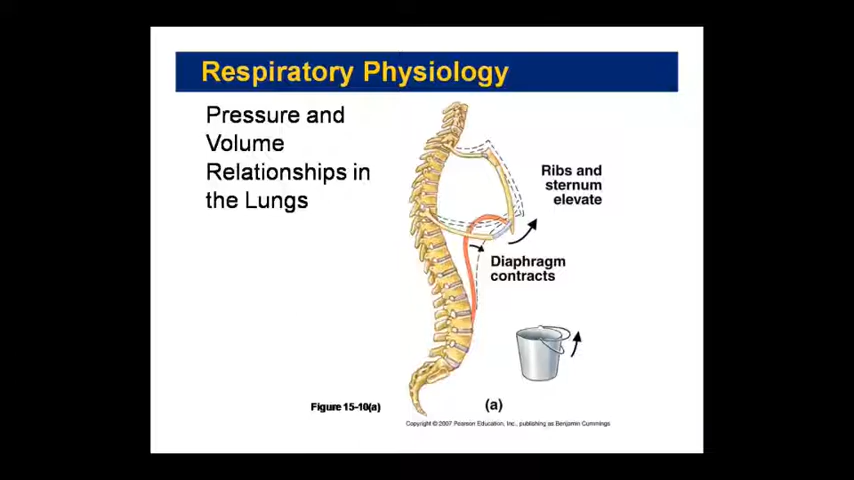 Respiratory Physiology
Pressure and
Volume
Relationships in
the Lungs
Ribs and
sternum
elevate
Diaphragm
contracts
Figure 15-10(a)
(a)
Copyright © 2007 Pearson Education, Inc., publishing as Benjamin Cummings